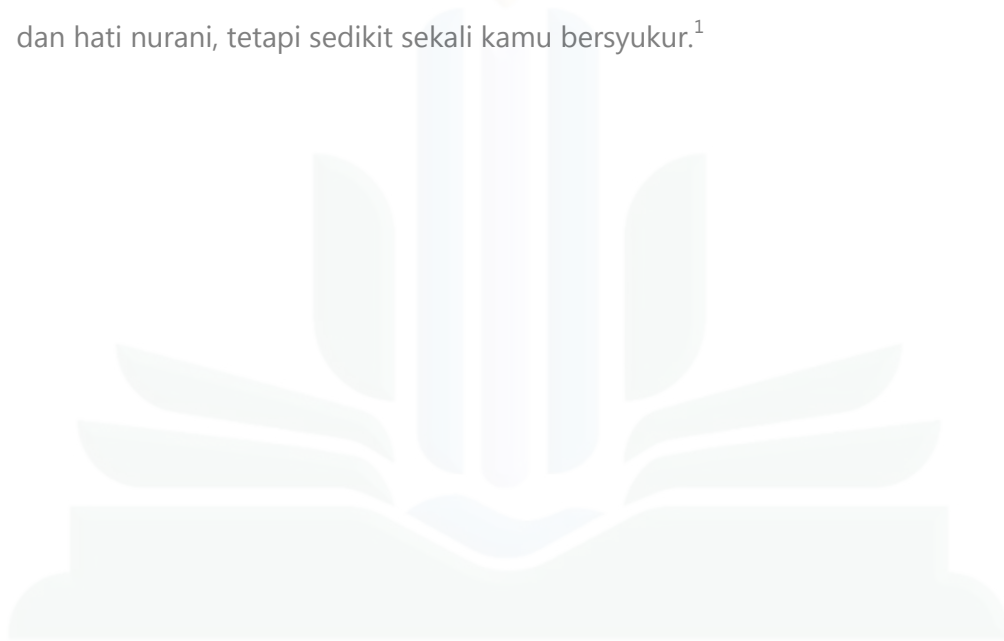 dan hati nurani, tetapi sedikit sekali kamu bersyukur.¹